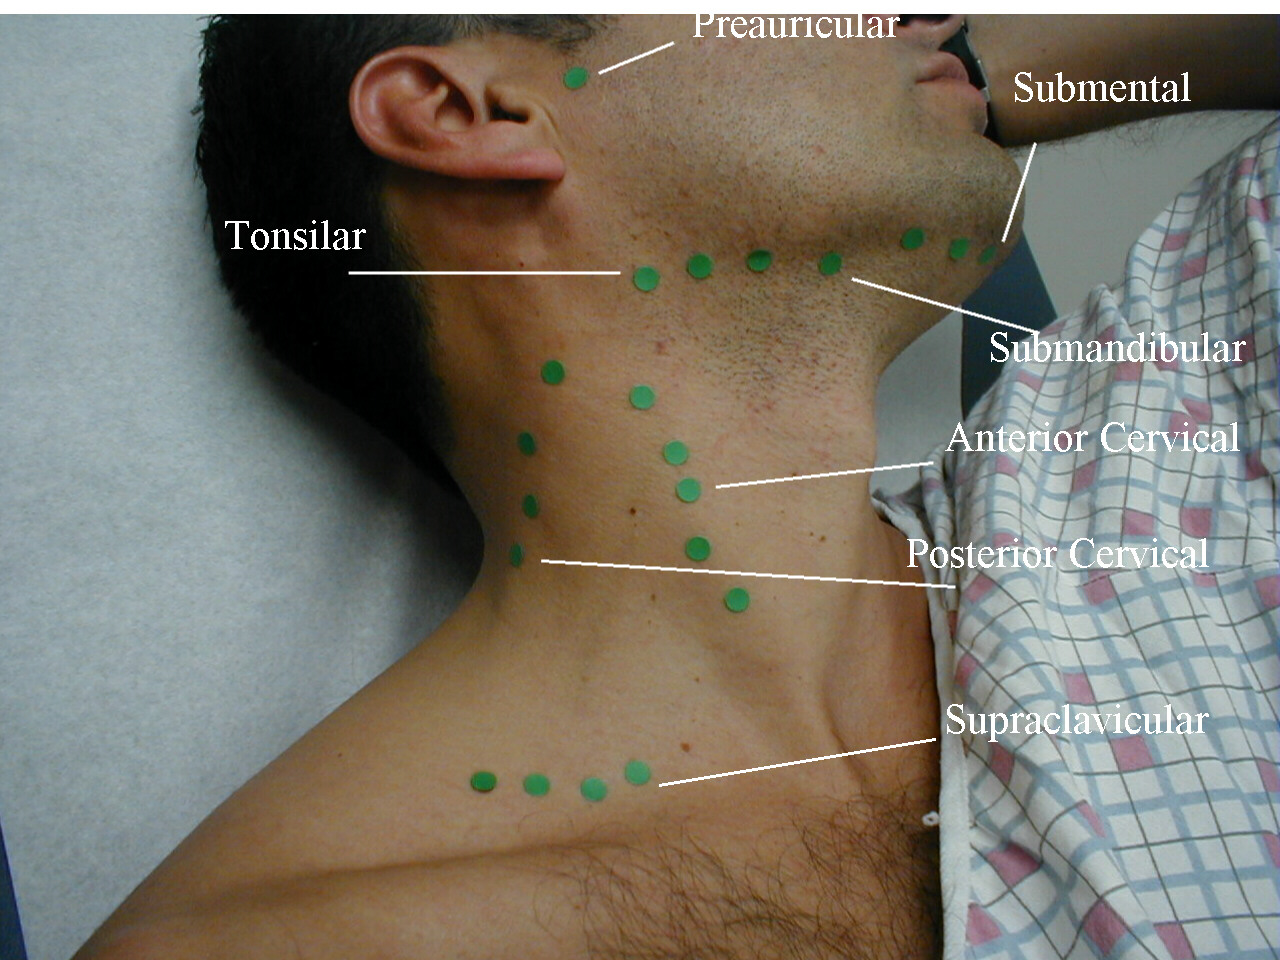 Preauricular
Submental
Tonsilar
Submandibular
Anterior Cervical
Posterior Cervical
Supraclavicular